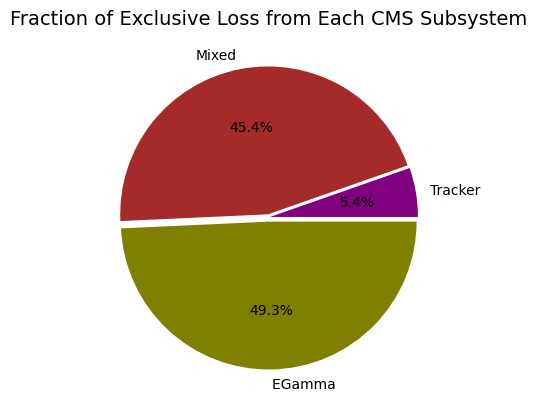 Fraction of Exclusive Loss from Each CMS Subsystem
Mixed
45.4%
Tracker
5.4%
49.3%
EGamma